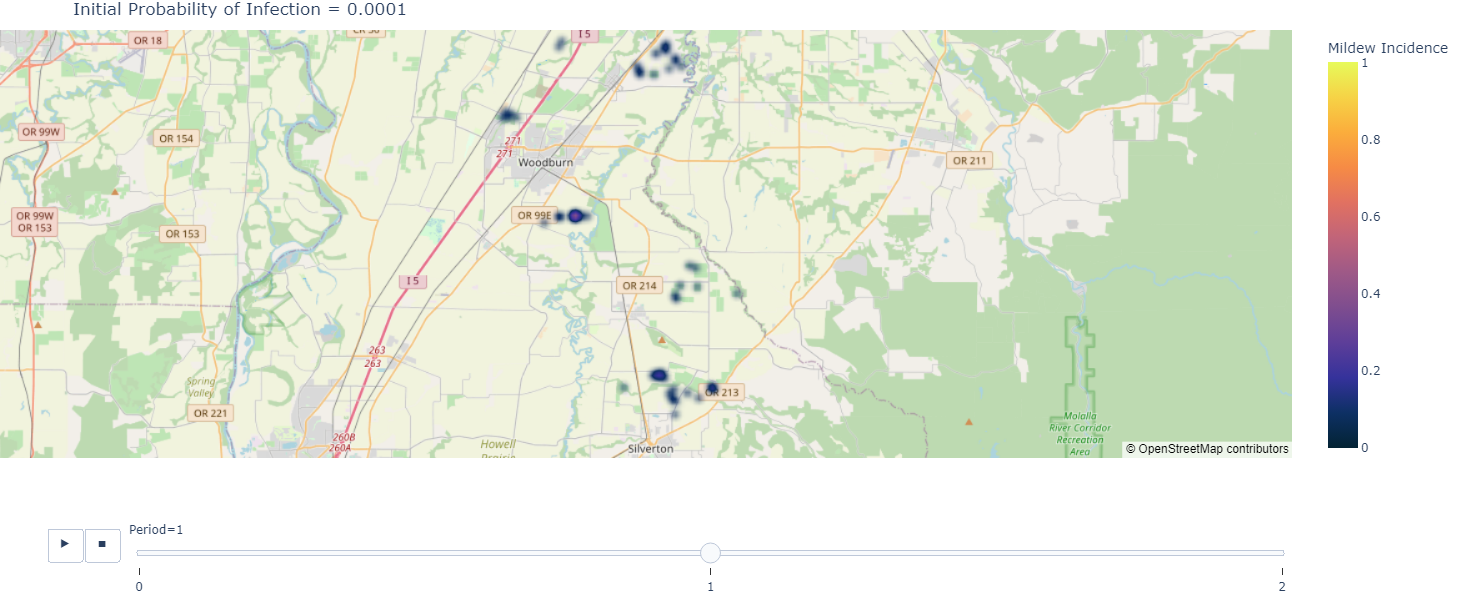 Initial Probability of Infection = 0.0001
I 5
OR 18
Mildew Incidence
1
OR 99W
OR 154
271
271
Woodburn
OR 211
0.8
OR 99W
OR 153
OR 153
OR 99E
0.6
I 5
OR 214
0.4
263
263
Spring
Valley
OR 221
OR 213
0.2
260B
260A
Howell
Prairie
Silverton
Molalla
River Corridor
Recreation
Area
© OpenStreetMap contributors
0
Period=1
0
1
2